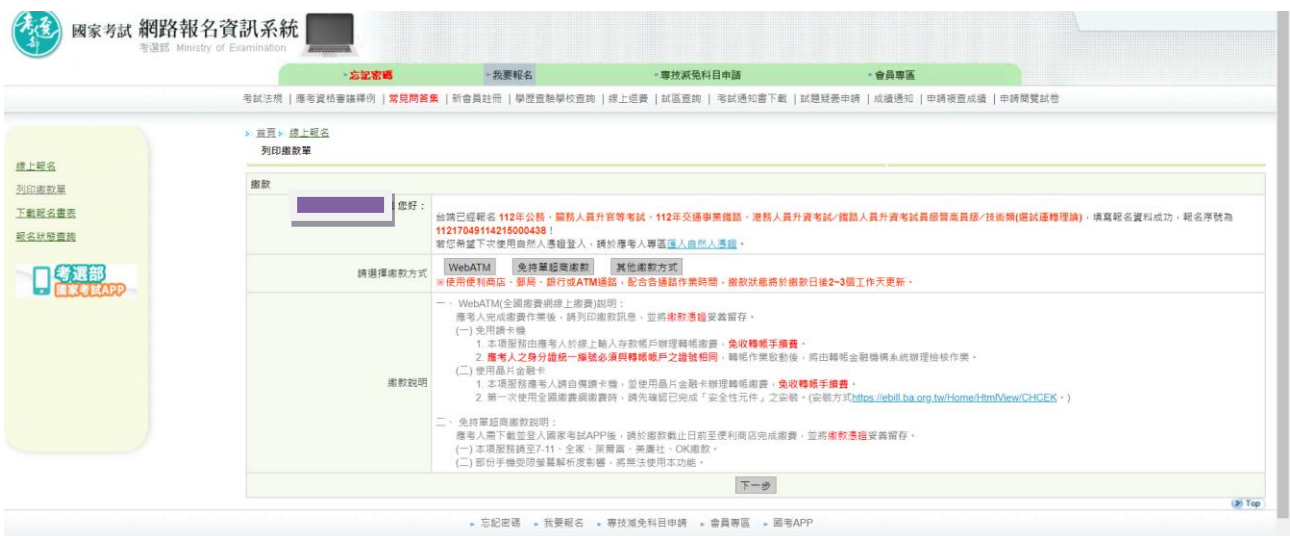 考選部
國家考試 網路報名資訊系統
考選部 Ministry of Examination
忘記密碼 我要報名 專技減免科目申請 會員專區
考試法規 | 應考資格審議釋例 | 常見問答集 | 新會員註冊 | 學歷查驗學校查詢 | 線上退費 | 試區查詢 | 考試通知書下載 | 試題疑義申請 | 成績通知 | 申請複查成績 | 申請閱覽試卷
首頁 線上報名
列印繳款單
線上報名
列印繳款單
下載報名書表
報名狀態查詢
考選部
國家考試APP
繳款
您好：
台端已經報名 112年公務、關務人員升官等考試、112年交通事業鐵路、港務人員升資考試/鐵路人員升資考試員級晉高員級/技術類(選試運轉理論)，填寫報名資料成功，報名序號為
11217049114215000438！
若您希望下次使用自然人憑證登入，請於應考人專區匯入自然人憑證。
請選擇繳款方式
WebATM 免持單超商繳款 其他繳款方式
※使用便利商店、郵局、銀行或ATM通路，配合各通路作業時間，繳款狀態將於繳款日後2~3個工作天更新。
繳款說明
一、 WebATM(全國繳費網線上繳費)說明：
應考人完成繳費作業後，請列印繳款訊息，並將繳款憑證妥善留存。
(一) 免用讀卡機
1. 本項服務由應考人於線上輸入存款帳戶辦理轉帳繳費，免收轉帳手續費。
2. 應考人之身分證統一編號必須與轉帳帳戶之證號相同，轉帳作業啟動後，將由轉帳金融機構系統辦理檢核作業。
(二) 使用晶片金融卡
1. 本項服務應考人請自備讀卡機，並使用晶片金融卡辦理轉帳繳費，免收轉帳手續費。
2. 第一次使用全國繳費網繳費時，請先確認已完成「安全性元件」之安裝。(安裝方式https://ebill.ba.org.tw/Home/HtmlView/CHCEK。)
二、 免持單超商繳款說明：
應考人需下載並登入國家考試APP後，請於繳款截止日前至便利商店完成繳費，並將繳款憑證妥善留存。
(一) 本項服務請至7-11、全家、萊爾富、美廉社、OK繳款。
(二) 部份手機受限螢幕解析度影響，將無法使用本功能。
下一步
Top
忘記密碼 我要報名 專技減免科目申請 會員專區 國考APP